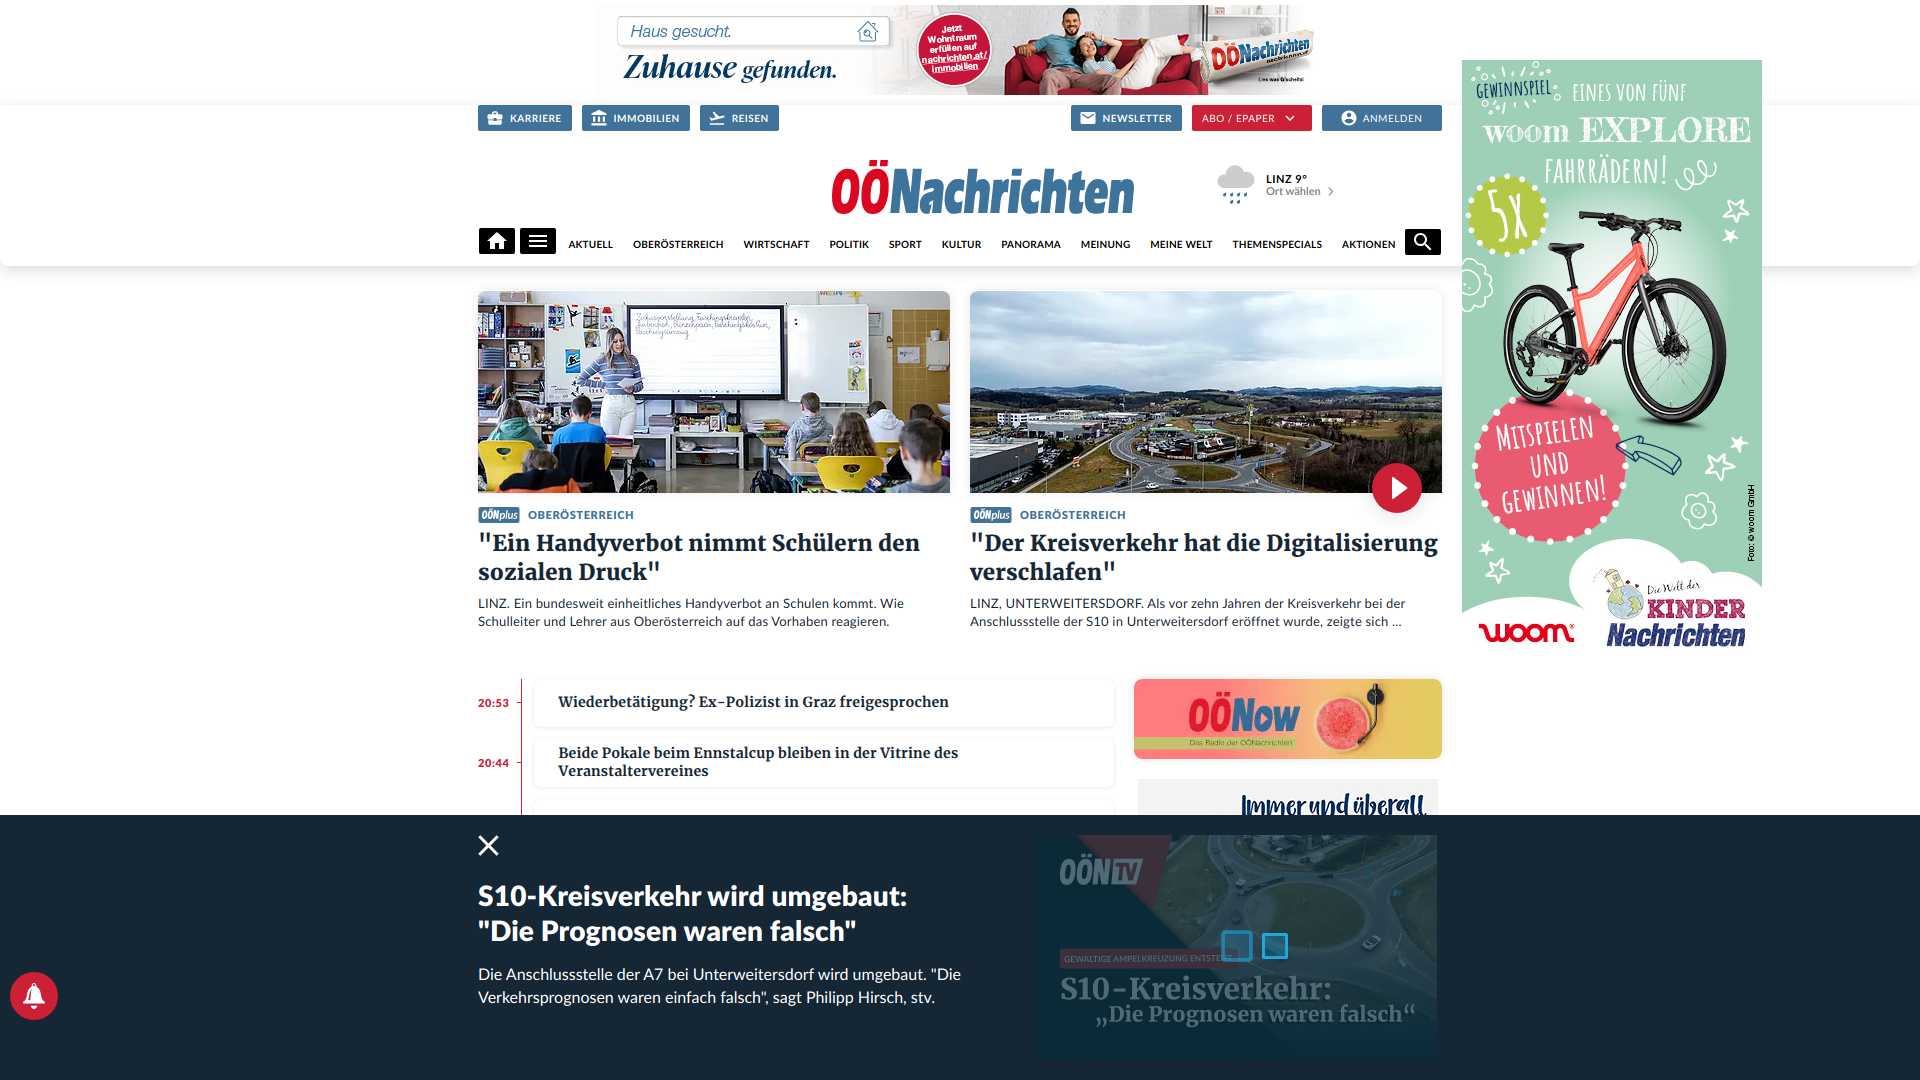 Haus gesucht.
Zuhause gefunden.
Jetzt
Wohntraum
erfüllen auf
nachrichten.at/
immobilien
OÖNachrichten
Lies was G'scheits!
KARRIERE
IMMOBILIEN
REISEN
NEWSLETTER
ABO / EPAPER
ANMELDEN
OÖNachrichten
LINZ 9°
Ort wählen
AKTUELL
OBERÖSTERREICH
WIRTSCHAFT
POLITIK
SPORT
KULTUR
PANORAMA
MEINUNG
MEINE WELT
THEMENSPECIALS
AKTIONEN
GEWINNSPIEL
EINES VON FÜNF
woom EXPLORE
FAHRRÄDERN!
5X
MITSPIELEN
UND
GEWINNEN!
Foto: © woom GmbH
Die Welt der
KINDER
Nachrichten
woom
OÖNplus OBERÖSTERREICH
"Ein Handyverbot nimmt Schülern den
sozialen Druck"
LINZ. Ein bundesweit einheitliches Handyverbot an Schulen kommt. Wie
Schulleiter und Lehrer aus Oberösterreich auf das Vorhaben reagieren.
OÖNplus OBERÖSTERREICH
"Der Kreisverkehr hat die Digitalisierung
verschlafen"
LINZ, UNTERWEITERSDORF. Als vor zehn Jahren der Kreisverkehr bei der
Anschlussstelle der S10 in Unterweitersdorf eröffnet wurde, zeigte sich ...
20:53
Wiederbetätigung? Ex-Polizist in Graz freigesprochen
20:44
Beide Pokale beim Ennstalcup bleiben in der Vitrine des
Veranstaltervereines
OÖNow
Das Radio der OÖNachrichten
Immer und überall
S10-Kreisverkehr wird umgebaut:
"Die Prognosen waren falsch"
Die Anschlussstelle der A7 bei Unterweitersdorf wird umgebaut. "Die
Verkehrsprognosen waren einfach falsch", sagt Philipp Hirsch, stv.
OÖN TV
GEWALTIGE AMPELKREUZUNG ENTSTEHT
S10-Kreisverkehr:
„Die Prognosen waren falsch“